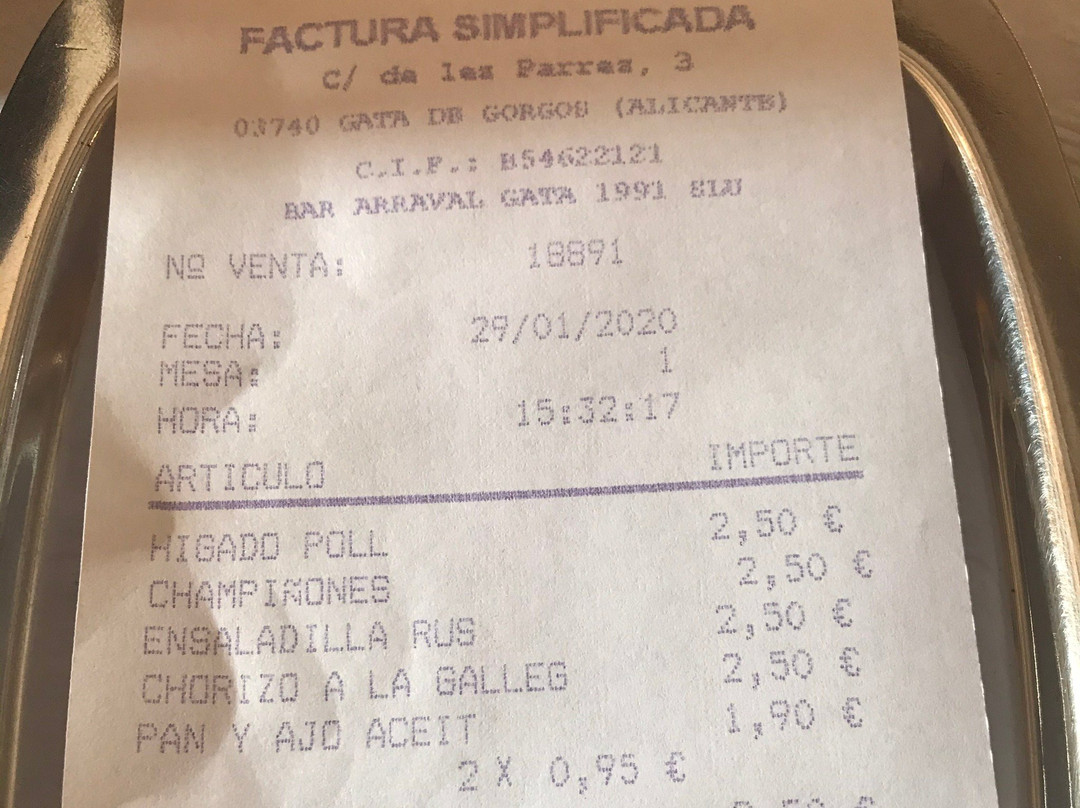 FACTURA SIMPLIFICADA
C/ de les Parres, 3
03740 GATA DE GORGOS (ALICANTE)
C.I.F.: B54622121
BAR ARRAVAL GATA 1991 SLU
Nº VENTA: 18891
FECHA: 29/01/2020
MESA: 1
HORA: 15:32:17
ARTICULO IMPORTE
HIGADO POLL 2,50 €
CHAMPIÑONES 2,50 €
ENSALADILLA RUS 2,50 €
CHORIZO A LA GALLEG 2,50 €
PAN Y AJO ACEIT 1,90 €
2 X 0,95 €